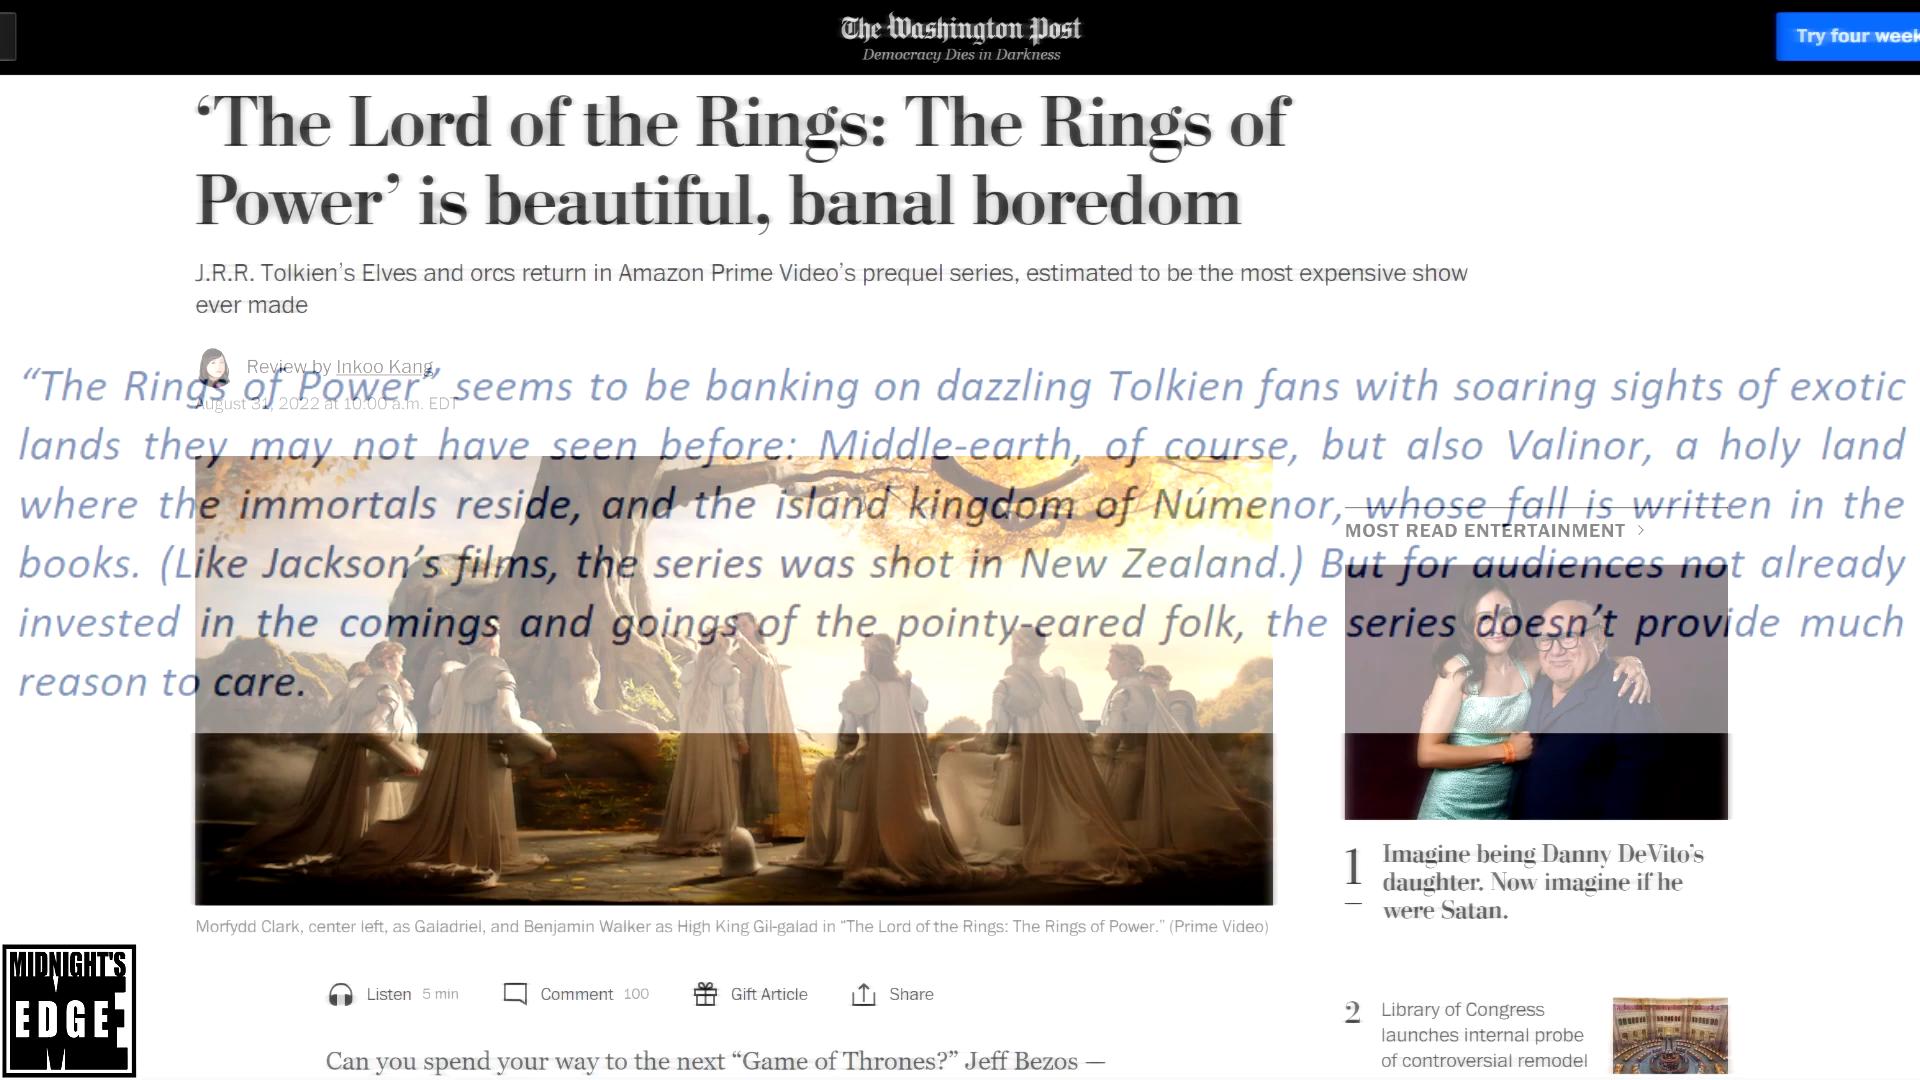 The Washington Post
Democracy Dies in Darkness
Try four week
‘The Lord of the Rings: The Rings of
Power’ is beautiful, banal boredom
J.R.R. Tolkien’s Elves and orcs return in Amazon Prime Video’s prequel series, estimated to be the most expensive show
ever made
Review by Inkoo Kang
August 31, 2022 at 10:00 a.m. EDT
“The Rings of Power” seems to be banking on dazzling Tolkien fans with soaring sights of exotic
lands they may not have seen before: Middle-earth, of course, but also Valinor, a holy land
where the immortals reside, and the island kingdom of Númenor, whose fall is written in the
books. (Like Jackson’s films, the series was shot in New Zealand.) But for audiences not already
invested in the comings and goings of the pointy-eared folk, the series doesn’t provide much
reason to care.
MOST READ ENTERTAINMENT >
1 Imagine being Danny DeVito’s
daughter. Now imagine if he
were Satan.
Morfydd Clark, center left, as Galadriel, and Benjamin Walker as High King Gil-galad in “The Lord of the Rings: The Rings of Power.” (Prime Video)
Listen 5 min Comment 100 Gift Article Share
2 Library of Congress
launches internal probe
of controversial remodel
Can you spend your way to the next “Game of Thrones?” Jeff Bezos —
MIDNIGHT'S
EDGE